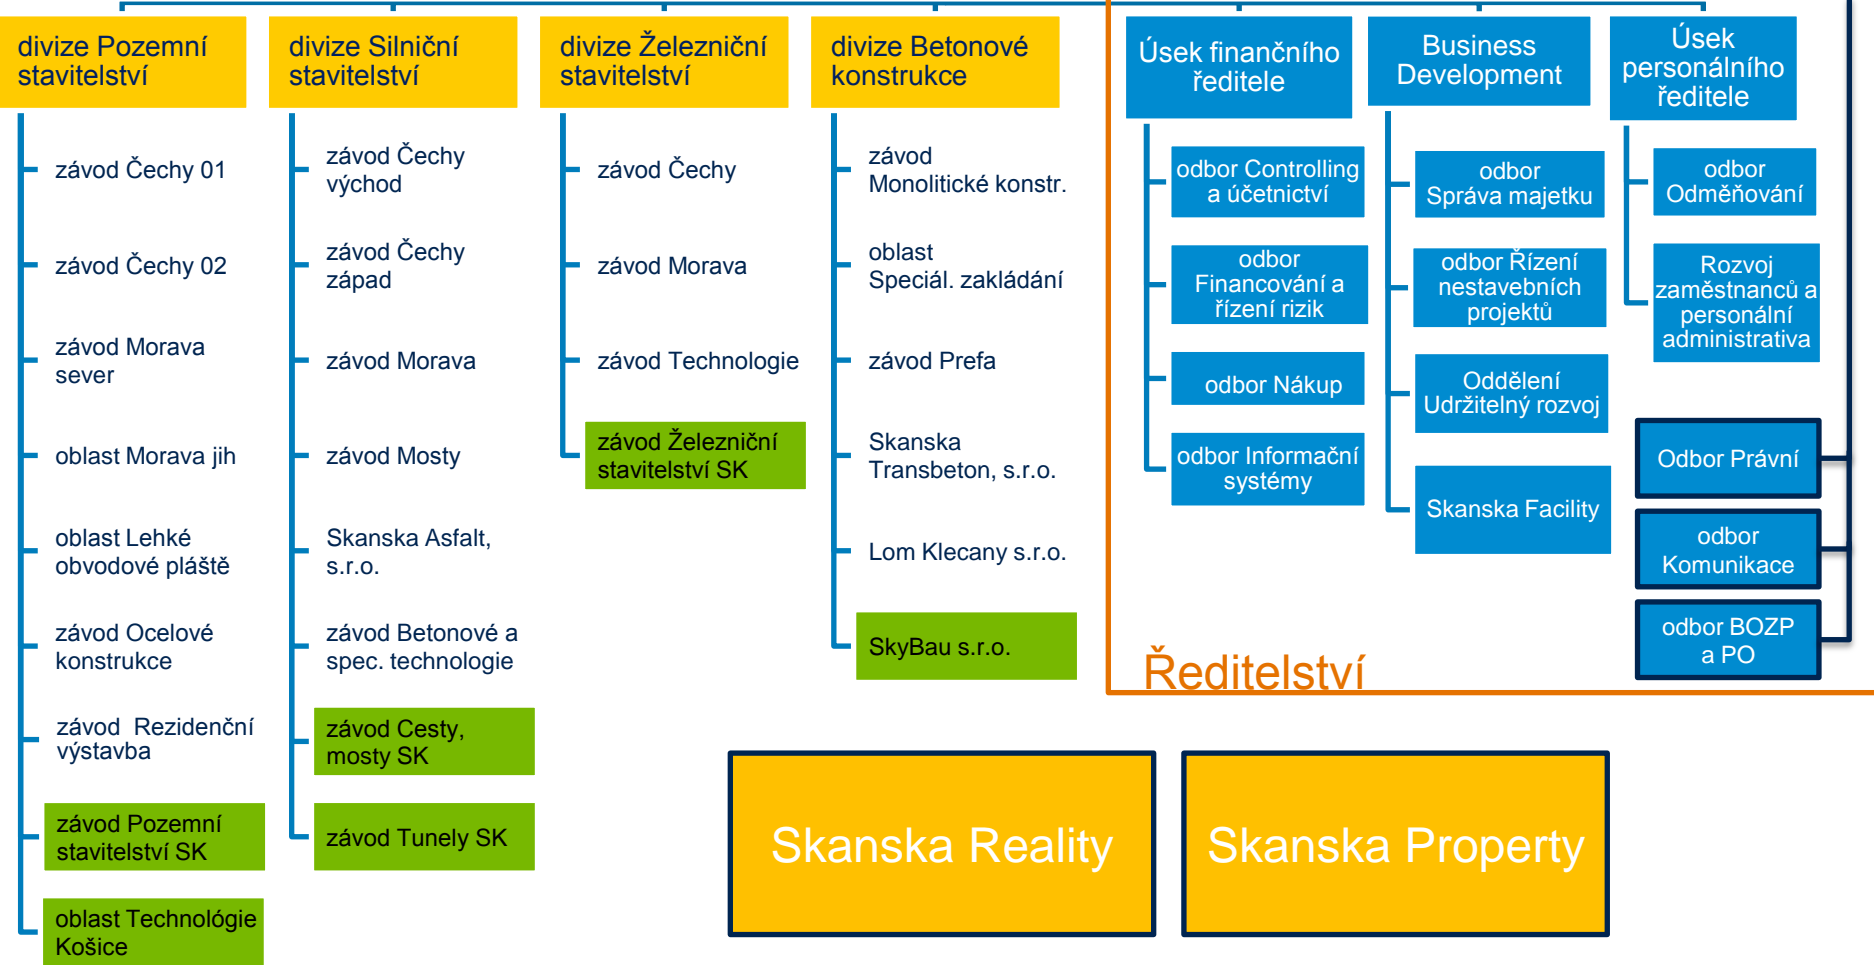 divize Pozemní
stavitelství
závod Čechy 01
závod Čechy 02
závod Morava
sever
oblast Morava jih
oblast Lehké
obvodové pláště
závod Ocelové
konstrukce
závod Rezidenční
výstavba
závod Pozemní
stavitelství SK
oblast Technológie
Košice
divize Silniční
stavitelství
závod Čechy
východ
závod Čechy
západ
závod Morava
závod Mosty
Skanska Asfalt,
s.r.o.
závod Betonové a
spec. technologie
závod Cesty,
mosty SK
závod Tunely SK
divize Železniční
stavitelství
závod Čechy
závod Morava
závod Technologie
závod Železniční
stavitelství SK
divize Betonové
konstrukce
závod
Monolitické konstr.
oblast
Speciál. zakládání
závod Prefa
Skanska
Transbeton, s.r.o.
Lom Klecany s.r.o.
SkyBau s.r.o.
Úsek finančního
ředitele
odbor Controlling
a účetnictví
odbor
Financování a
řízení rizik
odbor Nákup
odbor Informační
systémy
Business
Development
odbor
Správa majetku
odbor Řízení
nestavebních
projektů
Oddělení
Udržitelný rozvoj
Skanska Facility
Úsek
personálního
ředitele
odbor
Odměňování
Rozvoj
zaměstnanců a
personální
administrativa
Odbor Právní
odbor
Komunikace
odbor BOZP
a PO
Ředitelství
Skanska Reality
Skanska Property